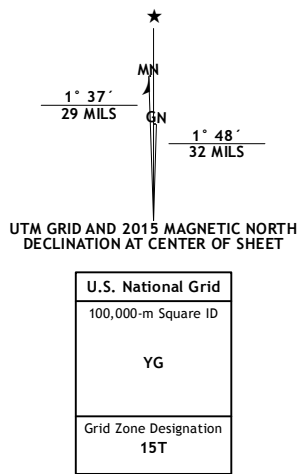 ★
MN
1° 37´
29 MILS
GN
1° 48´
32 MILS
UTM GRID AND 2015 MAGNETIC NORTH
DECLINATION AT CENTER OF SHEET
U.S. National Grid
100,000-m Square ID
YG
Grid Zone Designation
15T